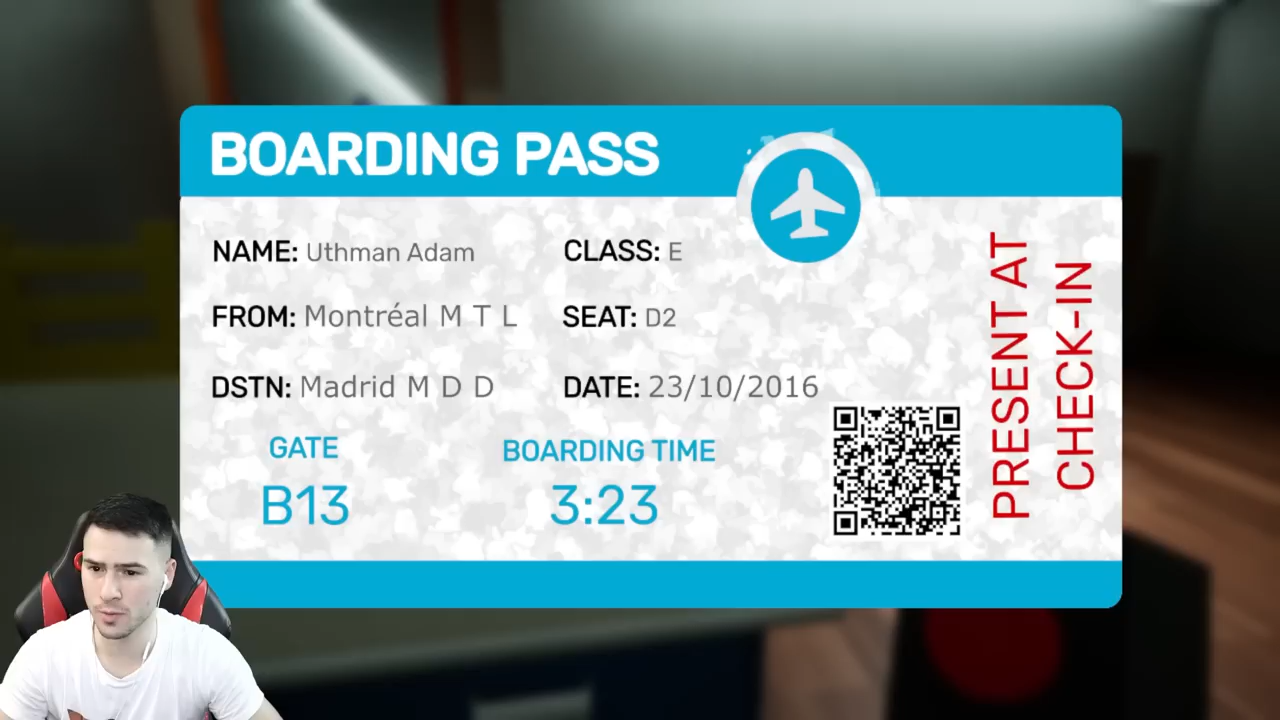 BOARDING PASS
NAME: Uthman Adam
CLASS: E
FROM: Montréal M T L
SEAT: D2
DSTN: Madrid M D D
DATE: 23/10/2016
GATE
BOARDING TIME
B13
3:23
PRESENT AT
CHECK-IN